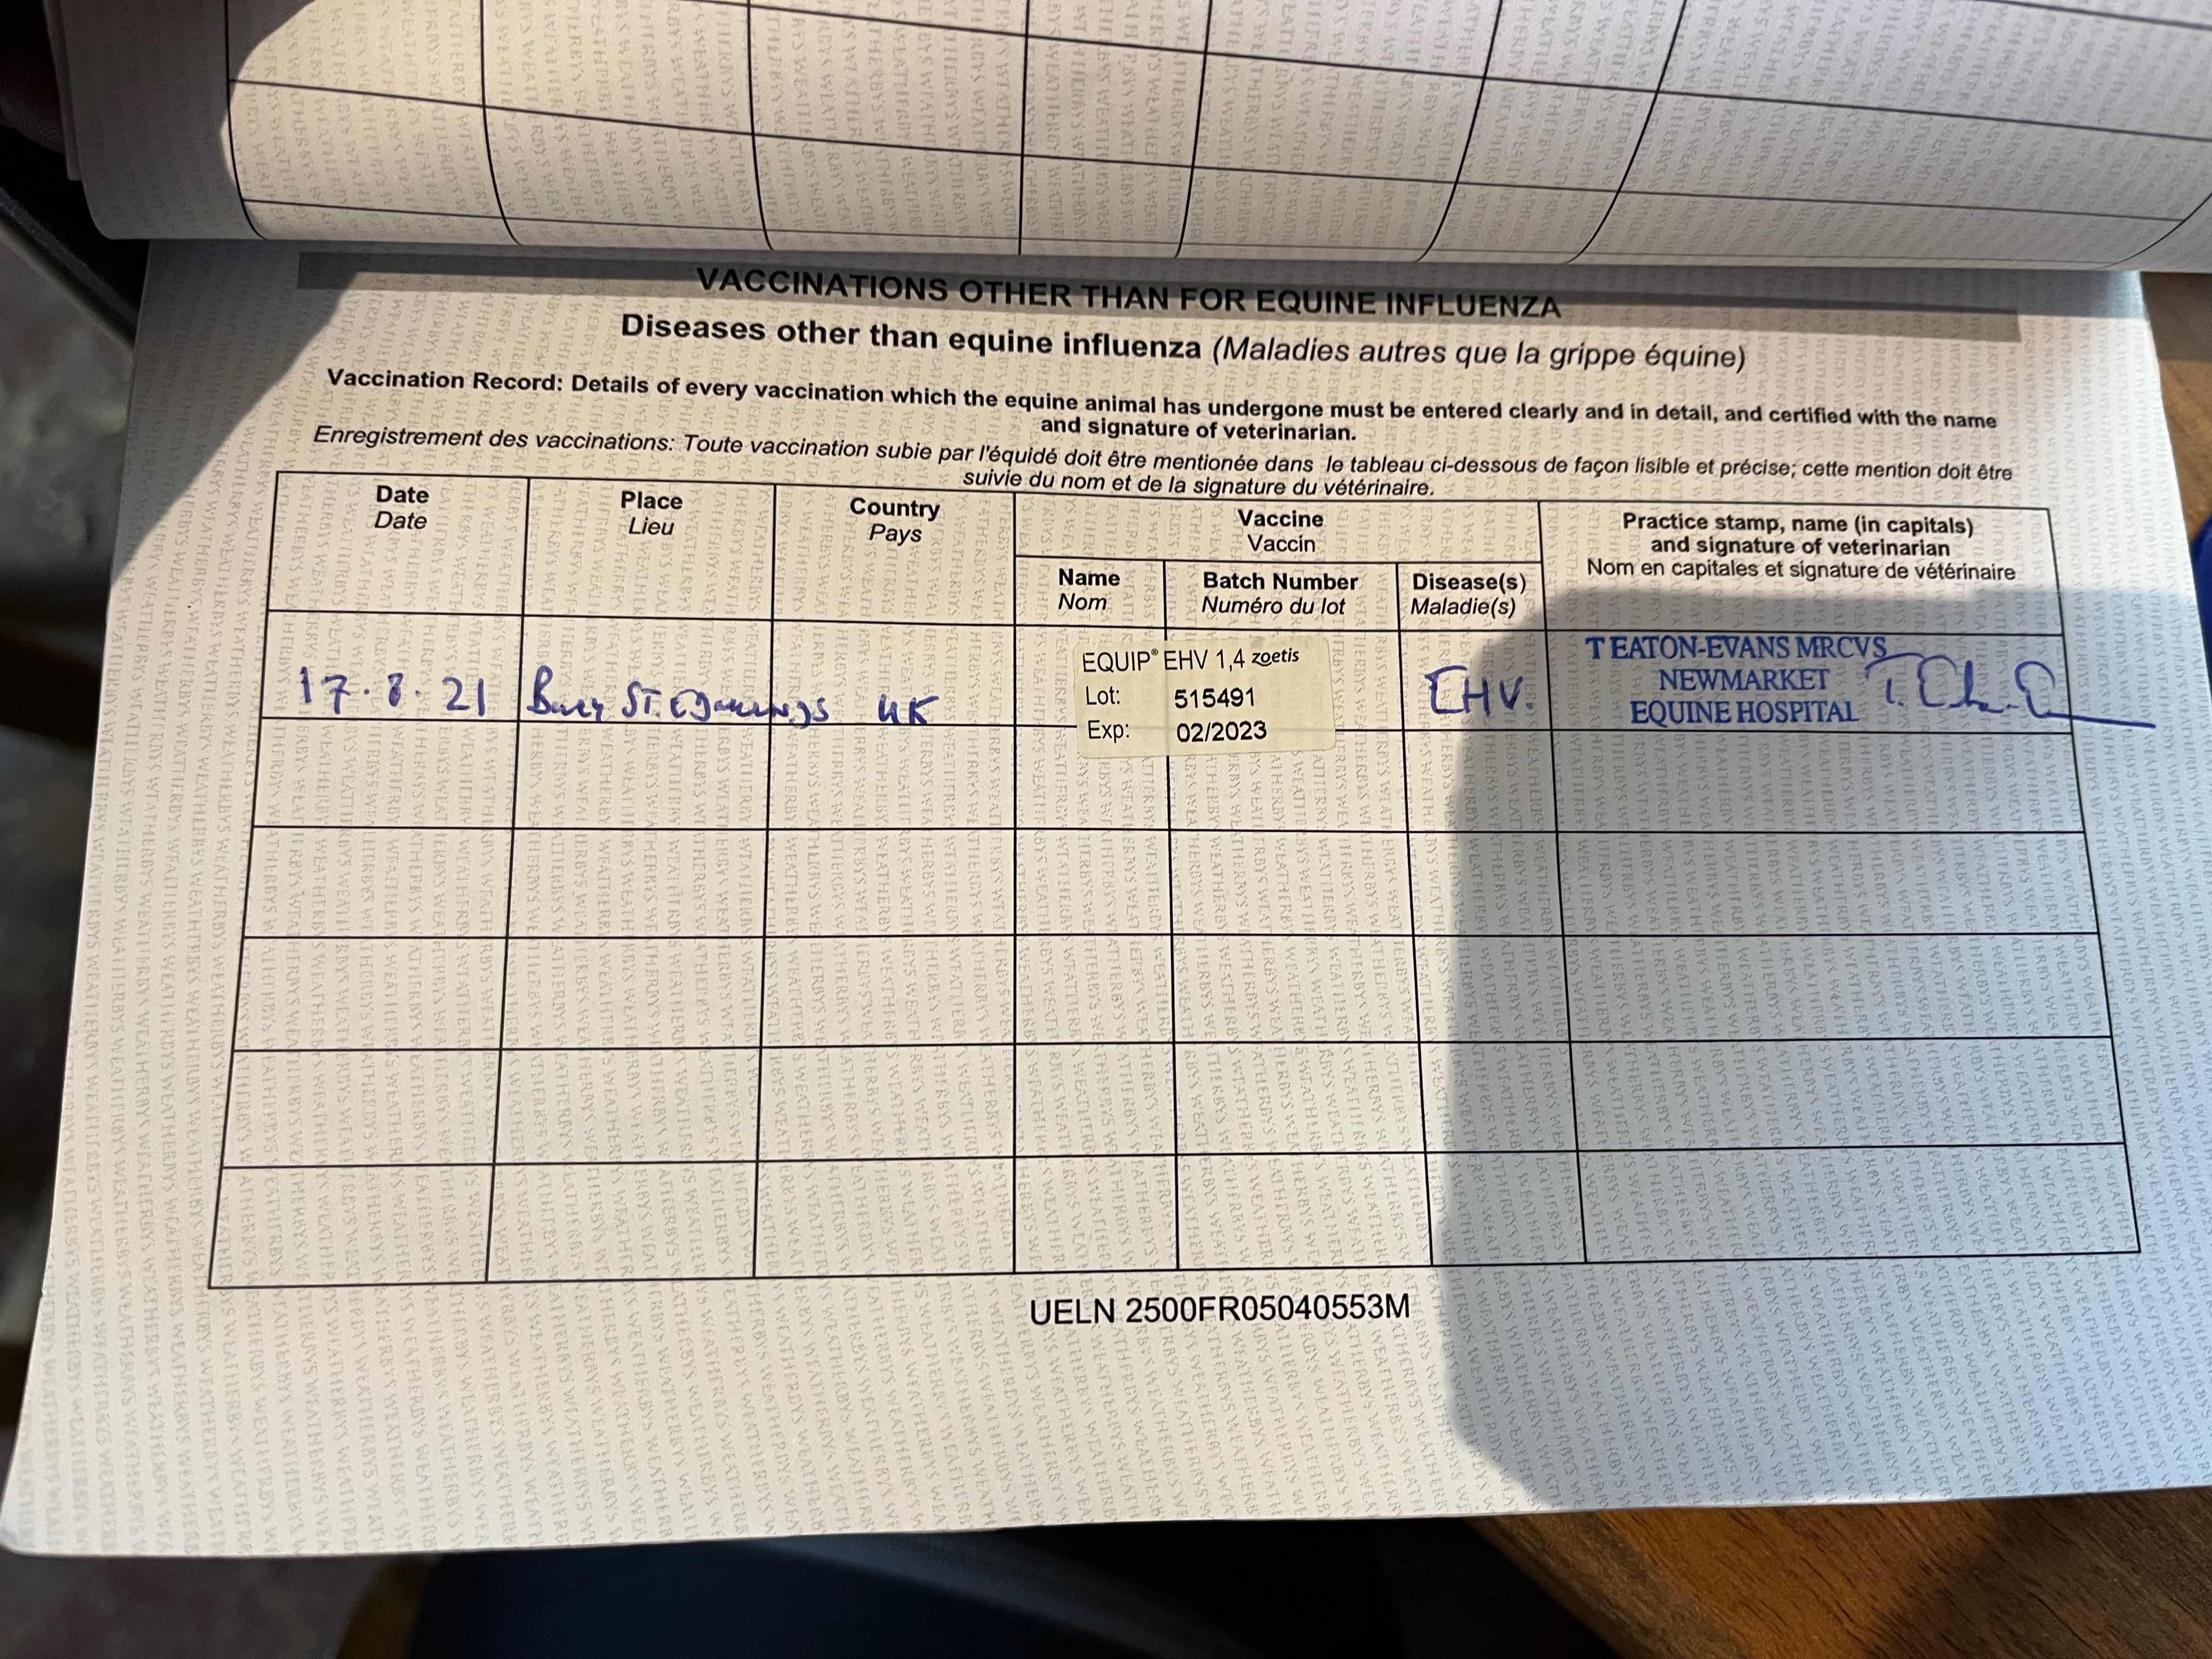 VACCINATIONS OTHER THAN FOR EQUINE INFLUENZA
Diseases other than equine influenza (Maladies autres que la grippe équine)
Vaccination Record: Details of every vaccination which the equine animal has undergone must be entered clearly and in detail, and certified with the name
and signature of veterinarian.
Enregistrement des vaccinations: Toute vaccination subie par l'équidé doit être mentionée dans le tableau ci-dessous de façon lisible et précise; cette mention doit être
suivie du nom et de la signature du vétérinaire.
Date
Date
Place
Lieu
Country
Pays
Vaccine
Vaccin
Name
Nom
Batch Number
Numéro du lot
Disease(s)
Maladie(s)
Practice stamp, name (in capitals)
and signature of veterinarian
Nom en capitales et signature de vétérinaire
17.8.21
Bury St. Edmunds
UK
EQUIP® EHV 1,4 zoetis
Lot: 515491
Exp: 02/2023
EHV.
T EATON-EVANS MRCVS
NEWMARKET
EQUINE HOSPITAL
UELN 2500FR05040553M